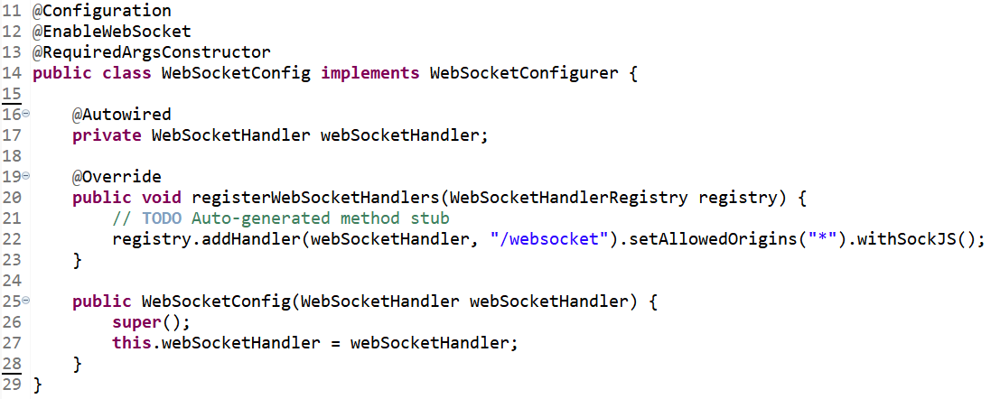 11 @Configuration
12 @EnableWebSocket
13 @RequiredArgsConstructor
14 public class WebSocketConfig implements WebSocketConfigurer {
15
16 @Autowired
17 private WebSocketHandler webSocketHandler;
18
19 @Override
20 public void registerWebSocketHandlers(WebSocketHandlerRegistry registry) {
21 // TODO Auto-generated method stub
22 registry.addHandler(webSocketHandler, "/websocket").setAllowedOrigins("*").withSockJS();
23 }
24
25 public WebSocketConfig(WebSocketHandler webSocketHandler) {
26 super();
27 this.webSocketHandler = webSocketHandler;
28 }
29 }